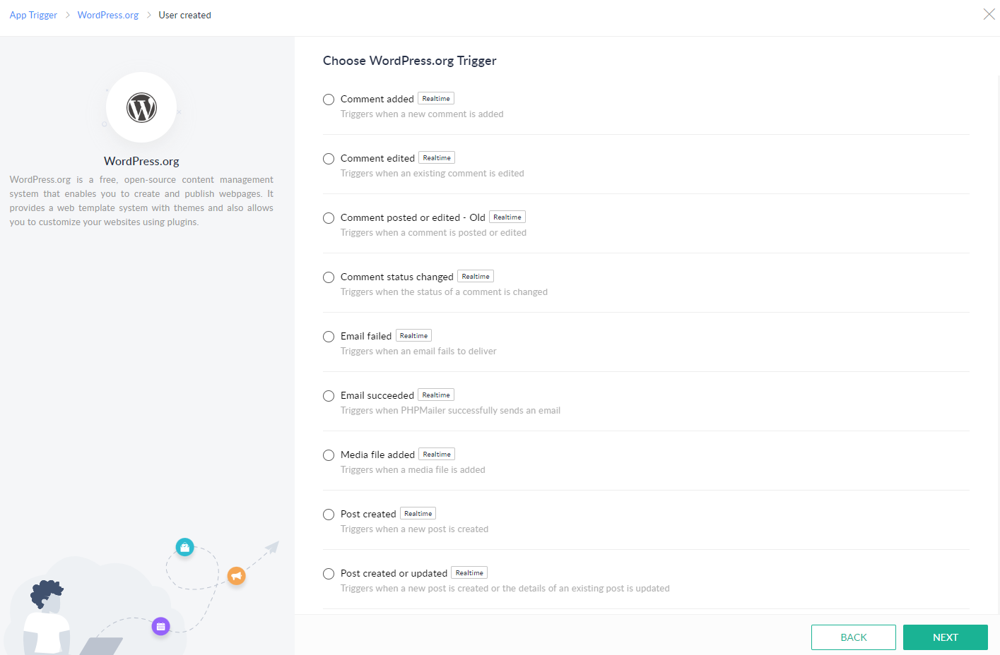 App Trigger > WordPress.org > User created
WordPress.org
WordPress.org is a free, open-source content management
system that enables you to create and publish webpages. It
provides a web template system with themes and also allows
you to customize your websites using plugins.
Choose WordPress.org Trigger
Comment added Realtime
Triggers when a new comment is added
Comment edited Realtime
Triggers when an existing comment is edited
Comment posted or edited - Old Realtime
Triggers when a comment is posted or edited
Comment status changed Realtime
Triggers when the status of a comment is changed
Email failed Realtime
Triggers when an email fails to deliver
Email succeeded Realtime
Triggers when PHPMailer successfully sends an email
Media file added Realtime
Triggers when a media file is added
Post created Realtime
Triggers when a new post is created
Post created or updated Realtime
Triggers when a new post is created or the details of an existing post is updated
BACK NEXT